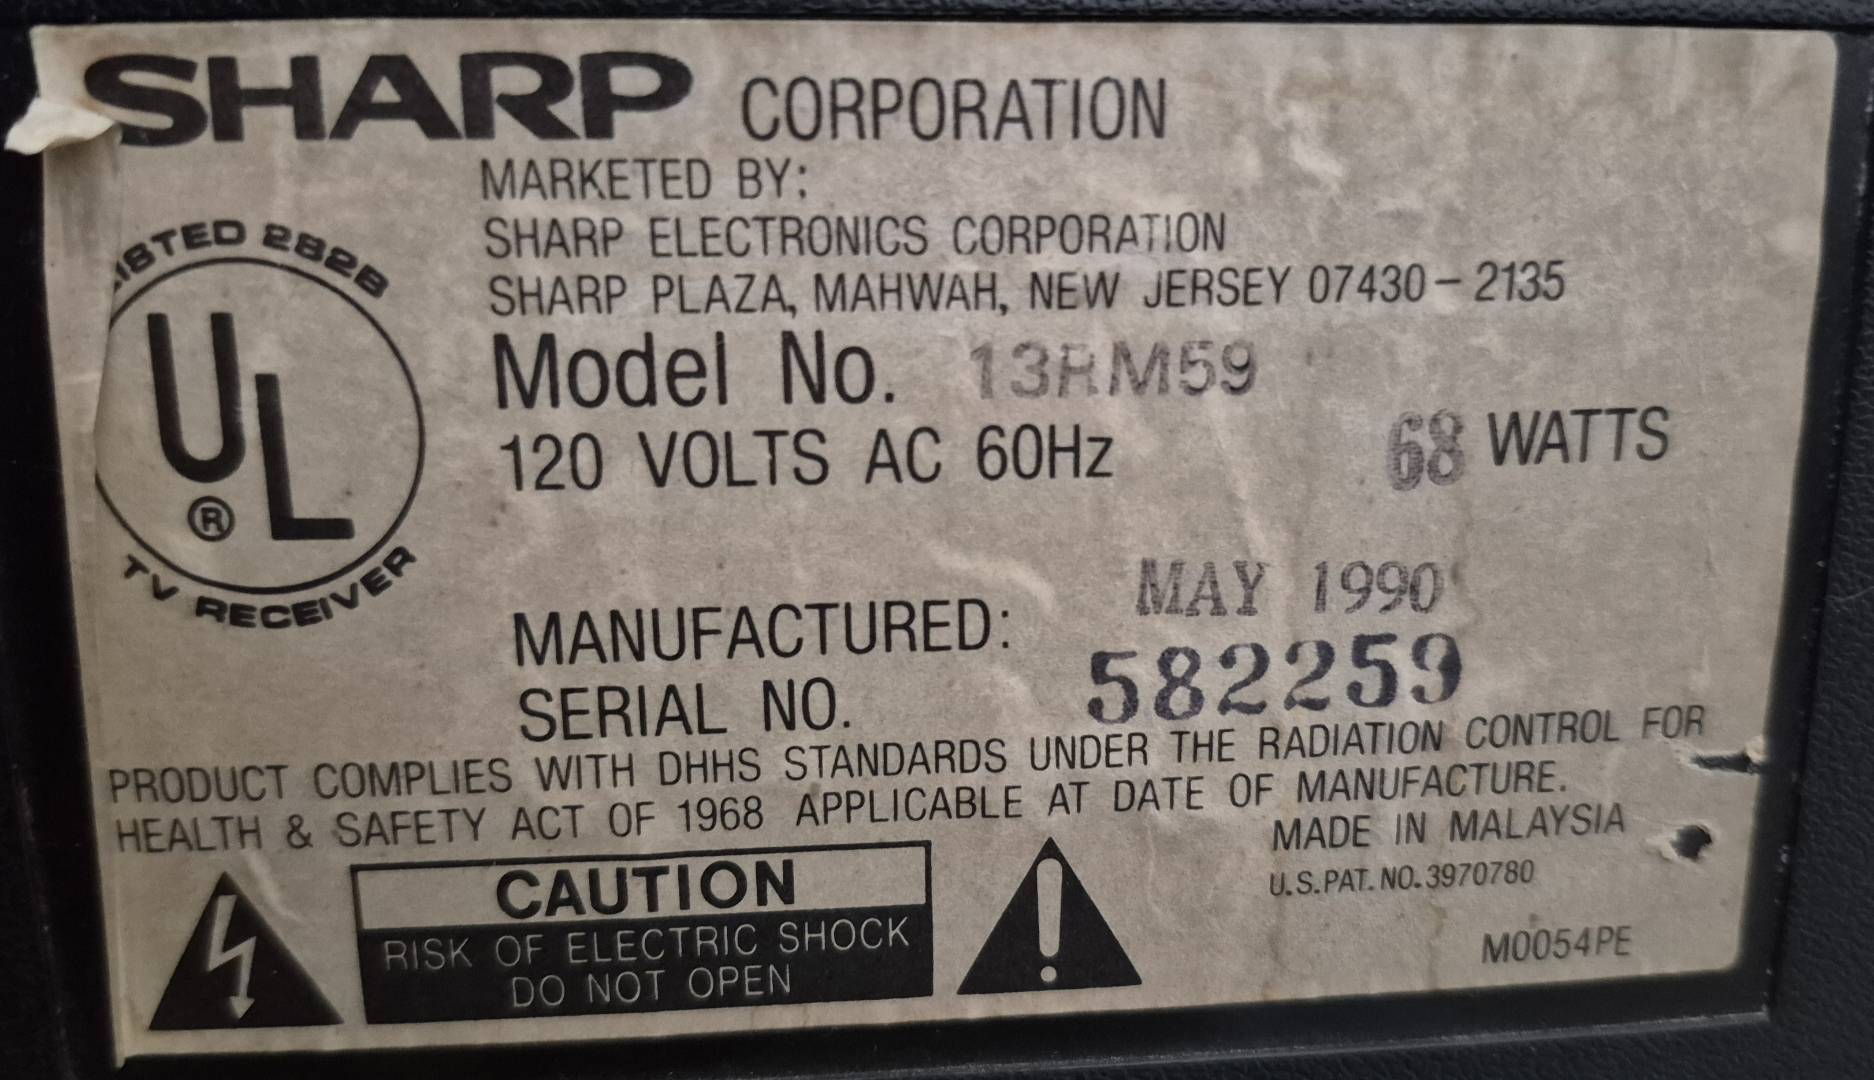 SHARP CORPORATION
MARKETED BY:
SHARP ELECTRONICS CORPORATION
SHARP PLAZA, MAHWAH, NEW JERSEY 07430-2135
LISTED 282B
UL
®
TV RECEIVER
Model No. 13RM59
120 VOLTS AC 60Hz 68 WATTS
MANUFACTURED: MAY 1990
SERIAL NO. 582259
PRODUCT COMPLIES WITH DHHS STANDARDS UNDER THE RADIATION CONTROL FOR
HEALTH & SAFETY ACT OF 1968 APPLICABLE AT DATE OF MANUFACTURE.
MADE IN MALAYSIA
U.S.PAT.NO.3970780
M0054PE
CAUTION
RISK OF ELECTRIC SHOCK
DO NOT OPEN